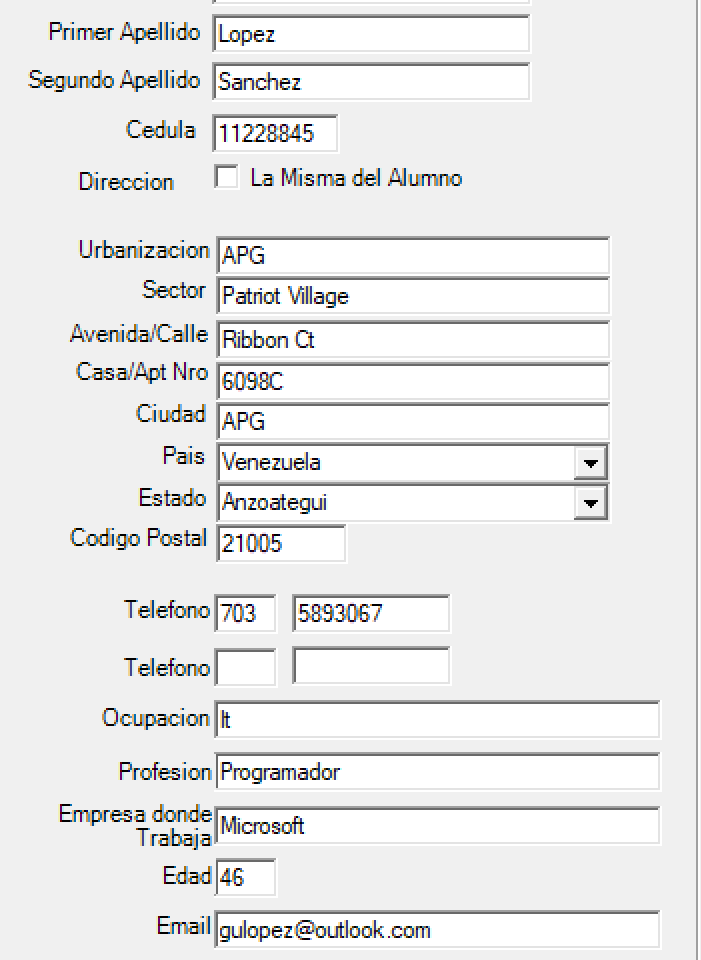 Primer Apellido Lopez
Segundo Apellido Sanchez
Cedula 11228845
Direccion La Misma del Alumno
Urbanizacion APG
Sector Patriot Village
Avenida/Calle Ribbon Ct
Casa/Apt Nro 6098C
Ciudad APG
Pais Venezuela
Estado Anzoategui
Codigo Postal 21005
Telefono 703 5893067
Telefono
Ocupacion It
Profesion Programador
Empresa donde
Trabaja Microsoft
Edad 46
Email gulopez@outlook.com